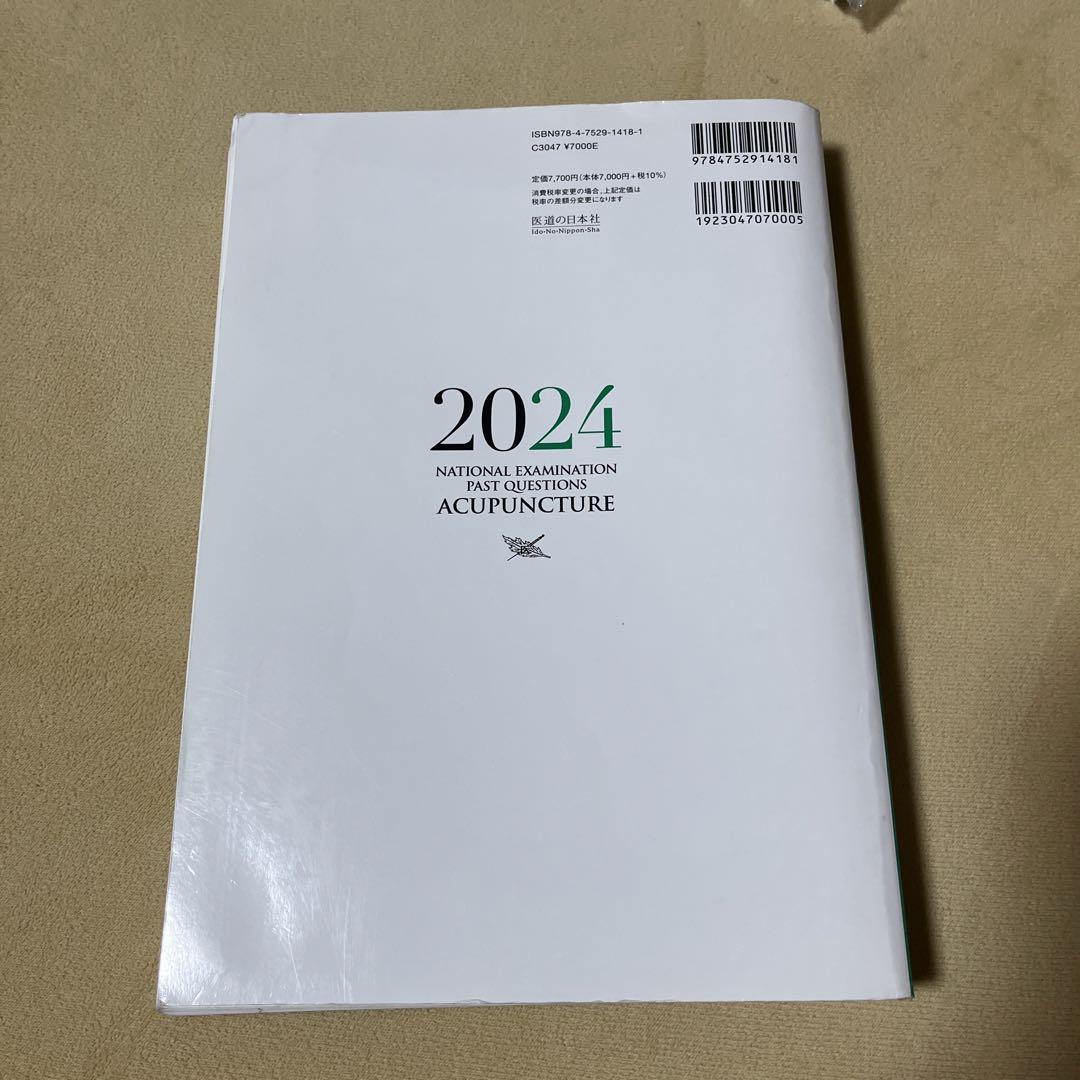 ISBN978-4-7529-1418-1
C3047 ¥7000E
9784752914181
定価7,700円(本体7,000円+税10%)
消費税率変更の場合,上記定価は
税率の差額分変更になります
1923047070005
医道の日本社
Ido-No-Nippon-Sha
2024
NATIONAL EXAMINATION
PAST QUESTIONS
ACUPUNCTURE